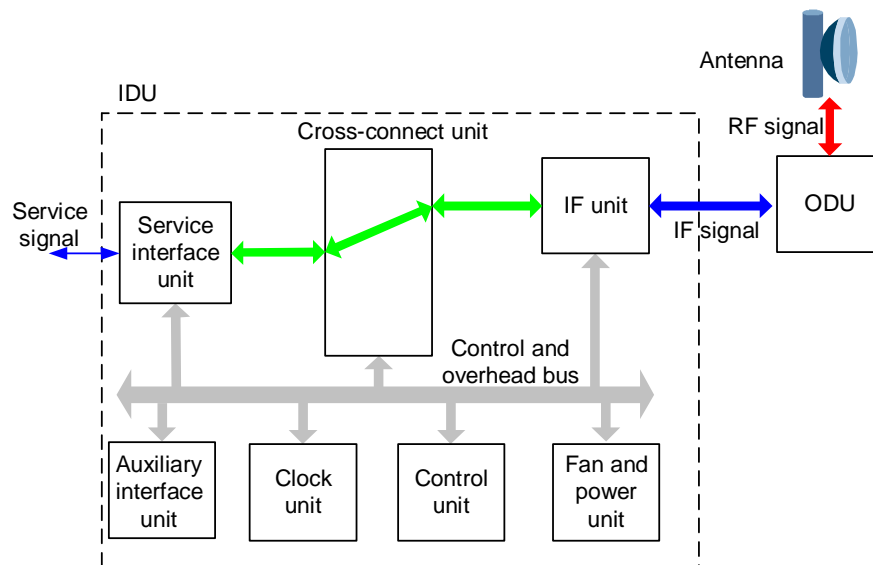 Antenna
IDU
Cross-connect unit
RF signal
Service
signal
Service
interface
unit
IF unit
IF signal
ODU
Control and
overhead bus
Auxiliary
interface
unit
Clock
unit
Control
unit
Fan and
power
unit